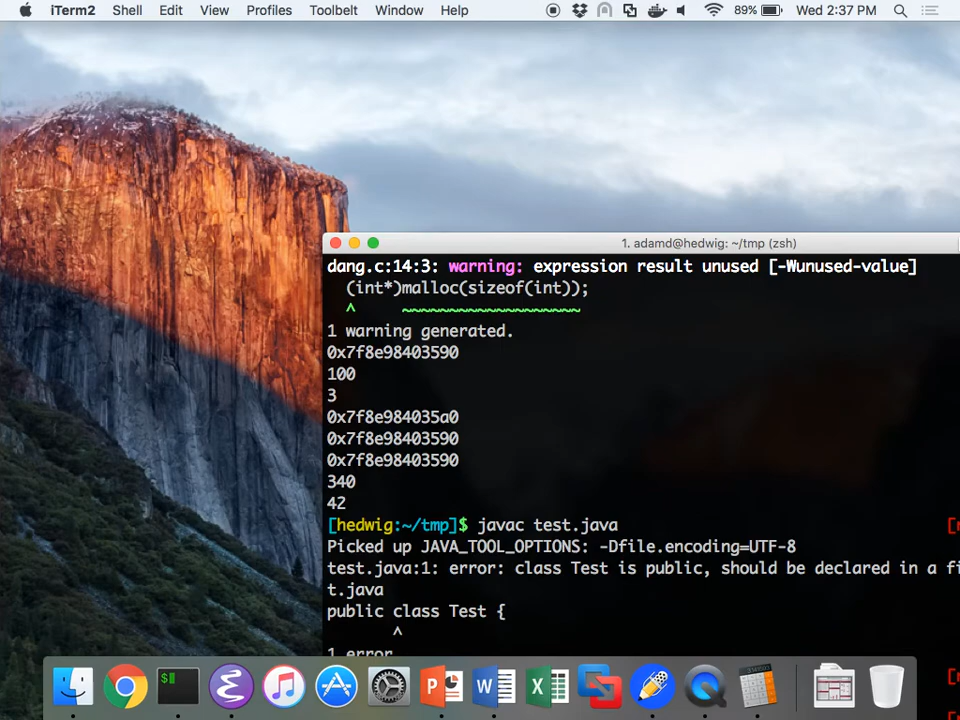 iTerm2 Shell Edit View Profiles Toolbelt Window Help 89% Wed 2:37 PM
1. adamd@hedwig: ~/tmp (zsh)
dang.c:14:3: warning: expression result unused [-Wunused-value]
(int*)malloc(sizeof(int));
^ ~~~~~~~~~~~~~~~~~~~
1 warning generated.
0x7f8e98403590
100
3
0x7f8e984035a0
0x7f8e98403590
0x7f8e98403590
340
42
[hedwig:~/tmp]$ javac test.java
Picked up JAVA_TOOL_OPTIONS: -Dfile.encoding=UTF-8
test.java:1: error: class Test is public, should be declared in a fi
t.java
public class Test {
^
1 error